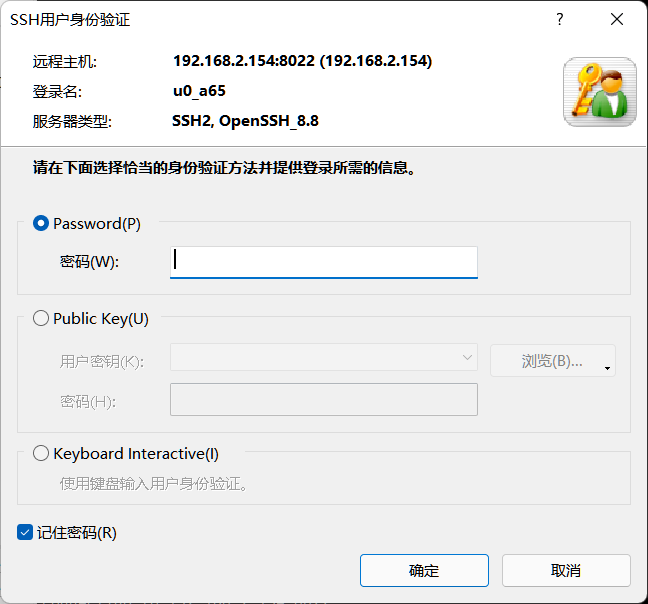 SSH用户身份验证
远程主机: 192.168.2.154:8022 (192.168.2.154)
登录名: u0_a65
服务器类型: SSH2, OpenSSH_8.8
请在下面选择恰当的身份验证方法并提供登录所需的信息。
Password(P)
密码(W):
Public Key(U)
用户密钥(K): 浏览(B)...
密码(H):
Keyboard Interactive(I)
使用键盘输入用户身份验证。
记住密码(R)
确定 取消